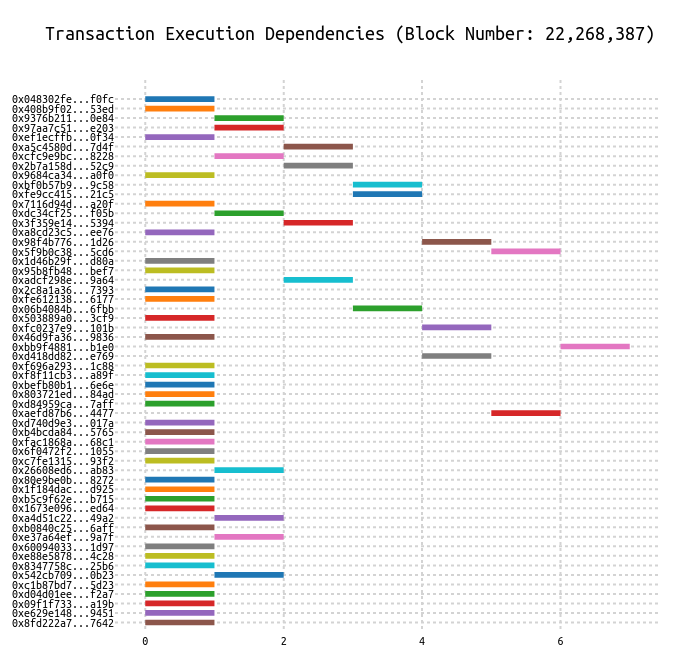 Transaction Execution Dependencies (Block Number: 22,268,387)
0x048302fe...f0fc
0x408b9f02...53ed
0x9376b211...0e84
0x97aa7c51...e203
0xef1ecffb...0f34
0xa5c4580d...7d4f
0xcfc9e9bc...8228
0x2b7a158d...52c9
0x9684ca34...a0f0
0xbf0b57b9...9c58
0xfe9cc415...21c5
0x7116d94d...a20f
0xdc34cf25...f05b
0x3f359e14...5394
0xa8cd23c5...ee76
0x98f4b776...1d26
0x5f9b0c38...5cd6
0x1d46b29f...d80a
0x95b8fb48...bef7
0xadcf298e...9a64
0x2c8a1a36...7393
0xfe612138...6177
0x06b4084b...6fbb
0x503889a0...3cf9
0xfc0237e9...101b
0x46d9fa36...9836
0xbb9f4881...b1e0
0xd418dd82...e769
0xf696a293...1c88
0xf8f11cb3...a89f
0xbefb80b1...6e6e
0x803721ed...84ad
0xd84959ca...7aff
0xaefd87b6...4477
0xd740d9e3...017a
0xb4bcda84...5765
0xfac1868a...68c1
0x6f0472f2...1055
0xc7fe1315...93f2
0x26608ed6...ab83
0x80e9be0b...8272
0x1f184dac...d925
0xb5c9f62e...b715
0x1673e096...ed64
0xa4d51c22...49a2
0xb0840c25...6aff
0xe37a64ef...9a7f
0x60094033...1d97
0xe88e5878...4c28
0x8347758c...25b6
0x542cb709...0b23
0xc1b87bd7...5d23
0xd04d01ee...f2a7
0x09f1f733...a19b
0xe629e148...9451
0x8fd222a7...7642
0 2 4 6